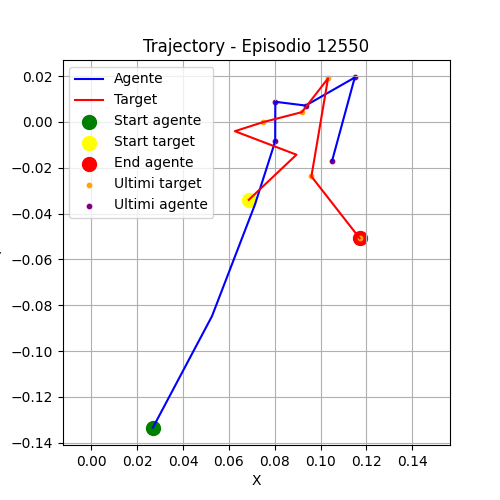 Trajectory - Episodio 12550
Agente
Target
Start agente
Start target
End agente
Ultimi target
Ultimi agente
0.02
0.00
−0.02
−0.04
−0.06
−0.08
−0.10
−0.12
−0.14
0.00 0.02 0.04 0.06 0.08 0.10 0.12 0.14
X